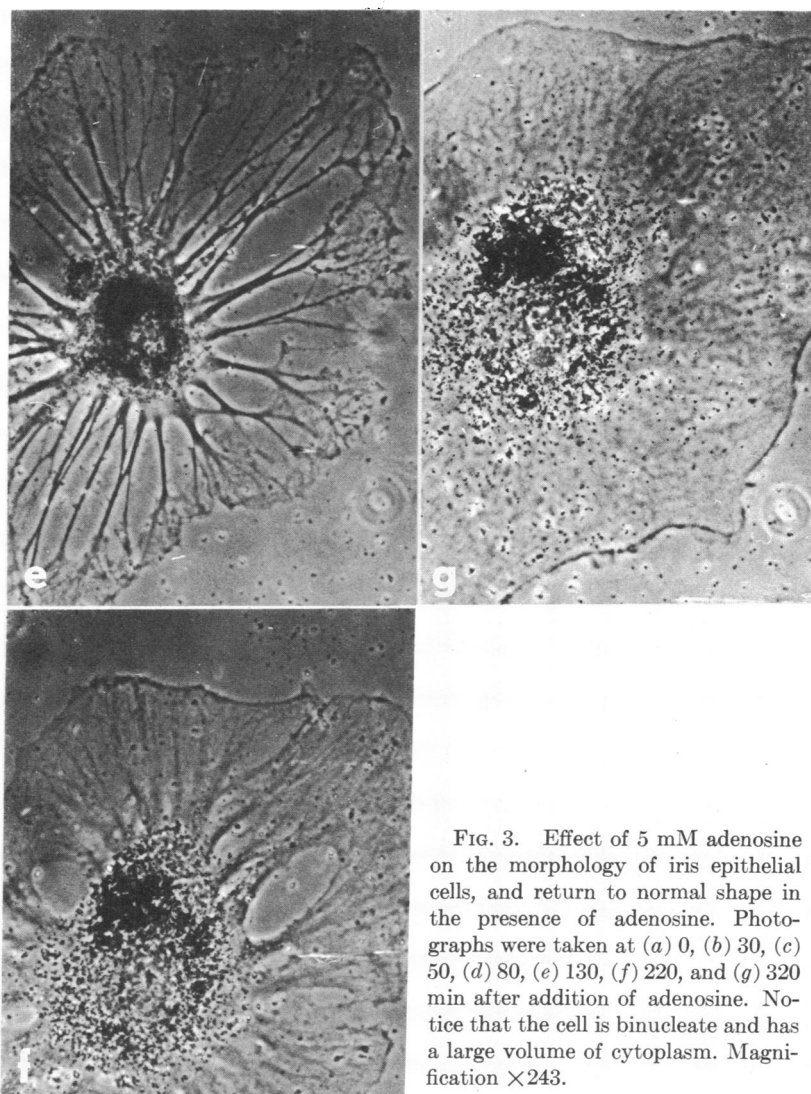 e
g
f
FIG. 3. Effect of 5 mM adenosine
on the morphology of iris epithelial
cells, and return to normal shape in
the presence of adenosine. Photo-
graphs were taken at (a) 0, (b) 30, (c)
50, (d) 80, (e) 130, (f) 220, and (g) 320
min after addition of adenosine. No-
tice that the cell is binucleate and has
a large volume of cytoplasm. Magni-
fication ×243.